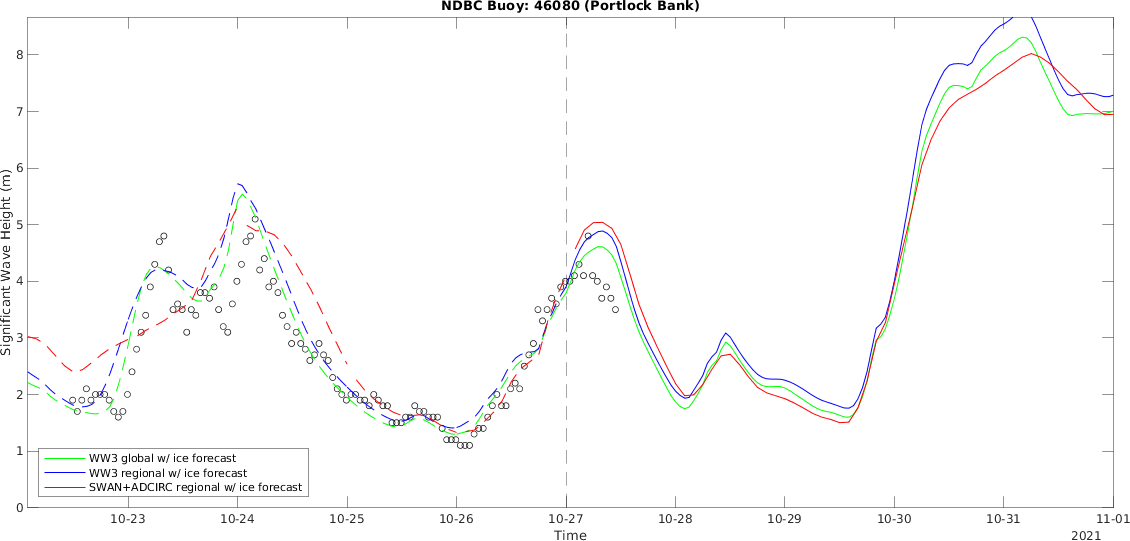 NDBC Buoy: 46080 (Portlock Bank)
Significant Wave Height (m)
8
7
6
5
4
3
2
1
0
WW3 global w/ ice forecast
WW3 regional w/ ice forecast
SWAN+ADCIRC regional w/ ice forecast
10-23 10-24 10-25 10-26 10-27 10-28 10-29 10-30 10-31 11-01
Time
2021